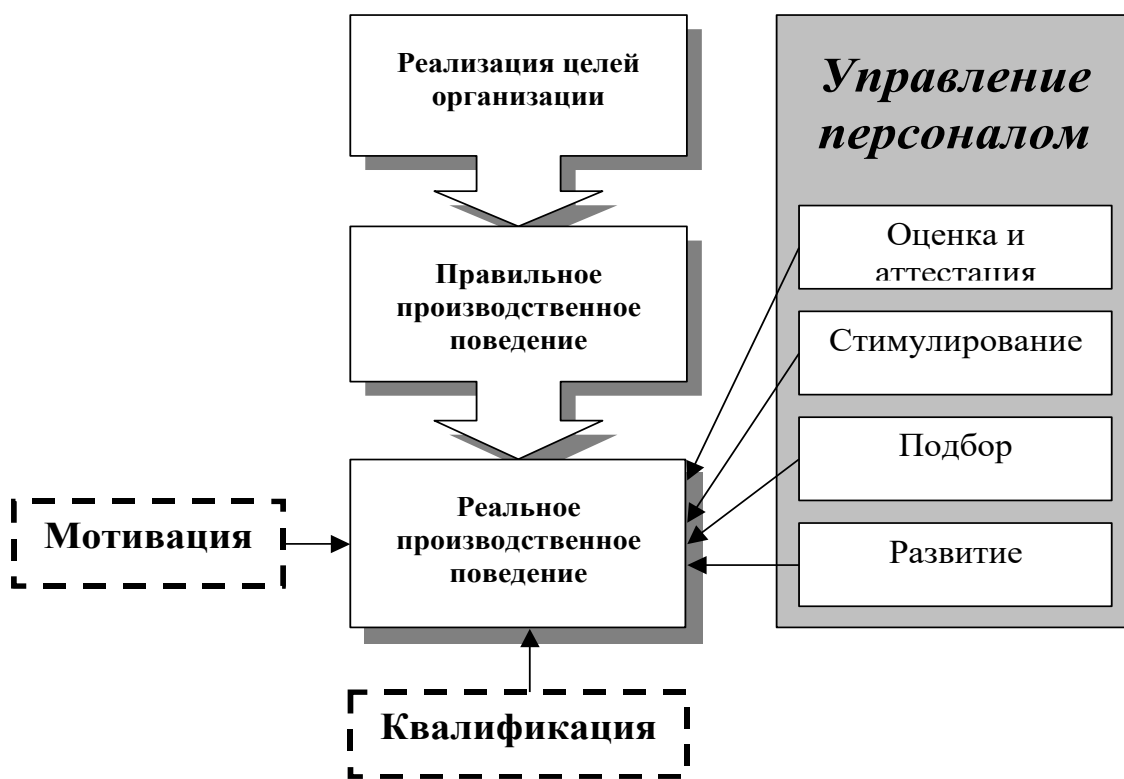 Реализация целей
организации
Управление
персоналом
Правильное
производственное
поведение
Оценка и
аттестация
Стимулирование
Подбор
Развитие
Реальное
производственное
поведение
Мотивация
Квалификация